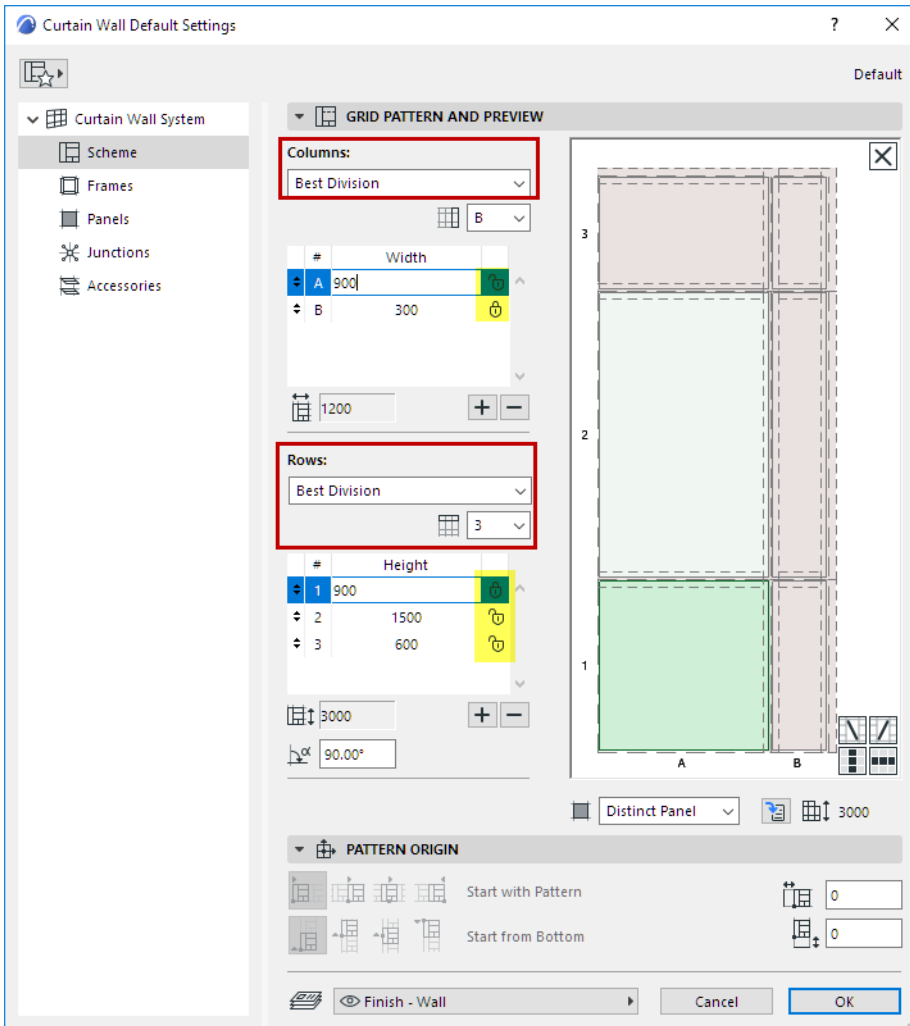 Curtain Wall Default Settings
?
Default
Curtain Wall System
Scheme
Frames
Panels
Junctions
Accessories
GRID PATTERN AND PREVIEW
Columns:
Best Division
B
# Width
A 900
B 300
1200
Rows:
Best Division
3
# Height
1 900
2 1500
3 600
3000
α 90.00°
3
2
1
A B
Distinct Panel
3000
PATTERN ORIGIN
Start with Pattern
0
Start from Bottom
0
Finish - Wall
Cancel
OK